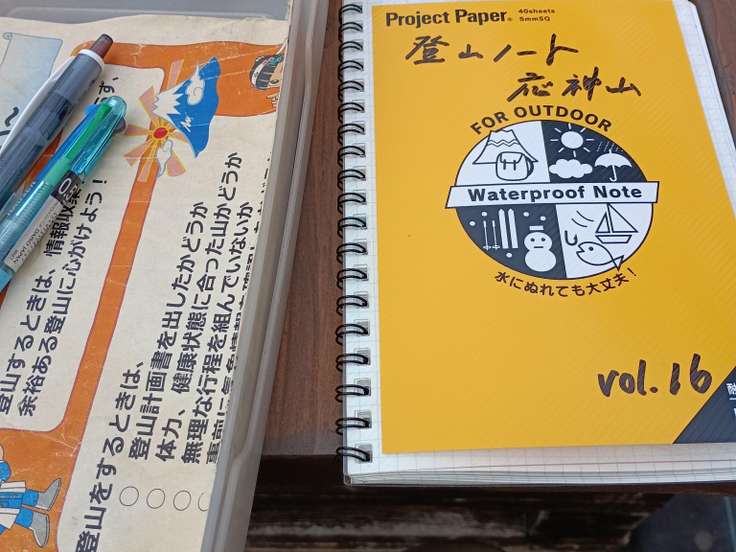 Project Paper®
40sheets
5mmSQ
登山ノート
応神山
FOR OUTDOOR
Waterproof Note
水にぬれても大丈夫!
vol.16
登山するときは、情報収集
余裕ある登山に心がけよう!
登山をするときは、
○登山計画書を出したかどうか
○体力、健康状態に合った山かどうか
○無理な行程を組んでいないか